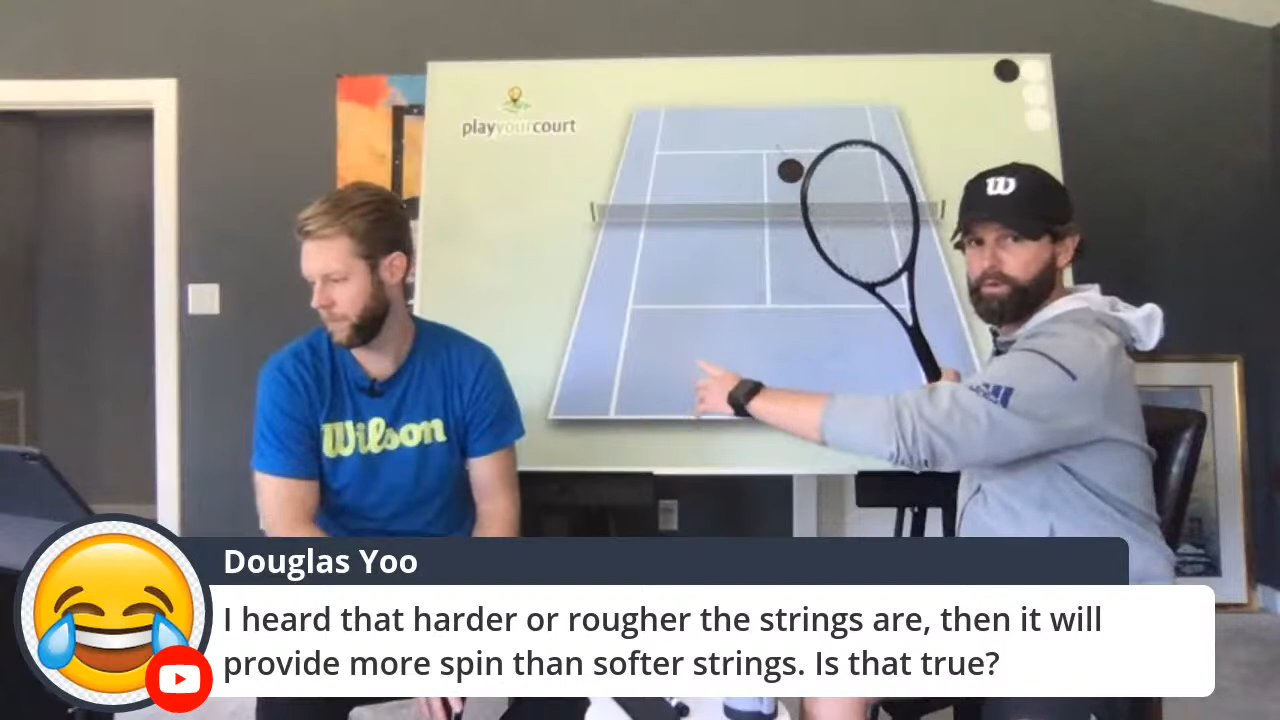 playyourcourt
W
Wilson
Douglas Yoo
I heard that harder or rougher the strings are, then it will
provide more spin than softer strings. Is that true?